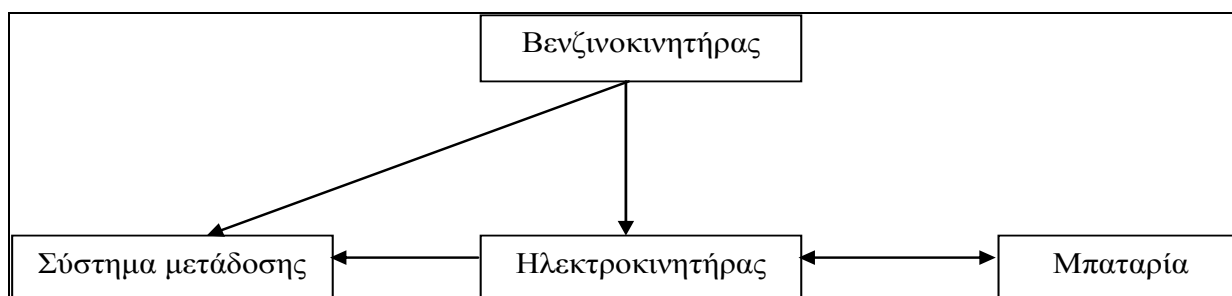 Βενζινοκινητήρας
Σύστημα μετάδοσης
Ηλεκτροκινητήρας
Μπαταρία